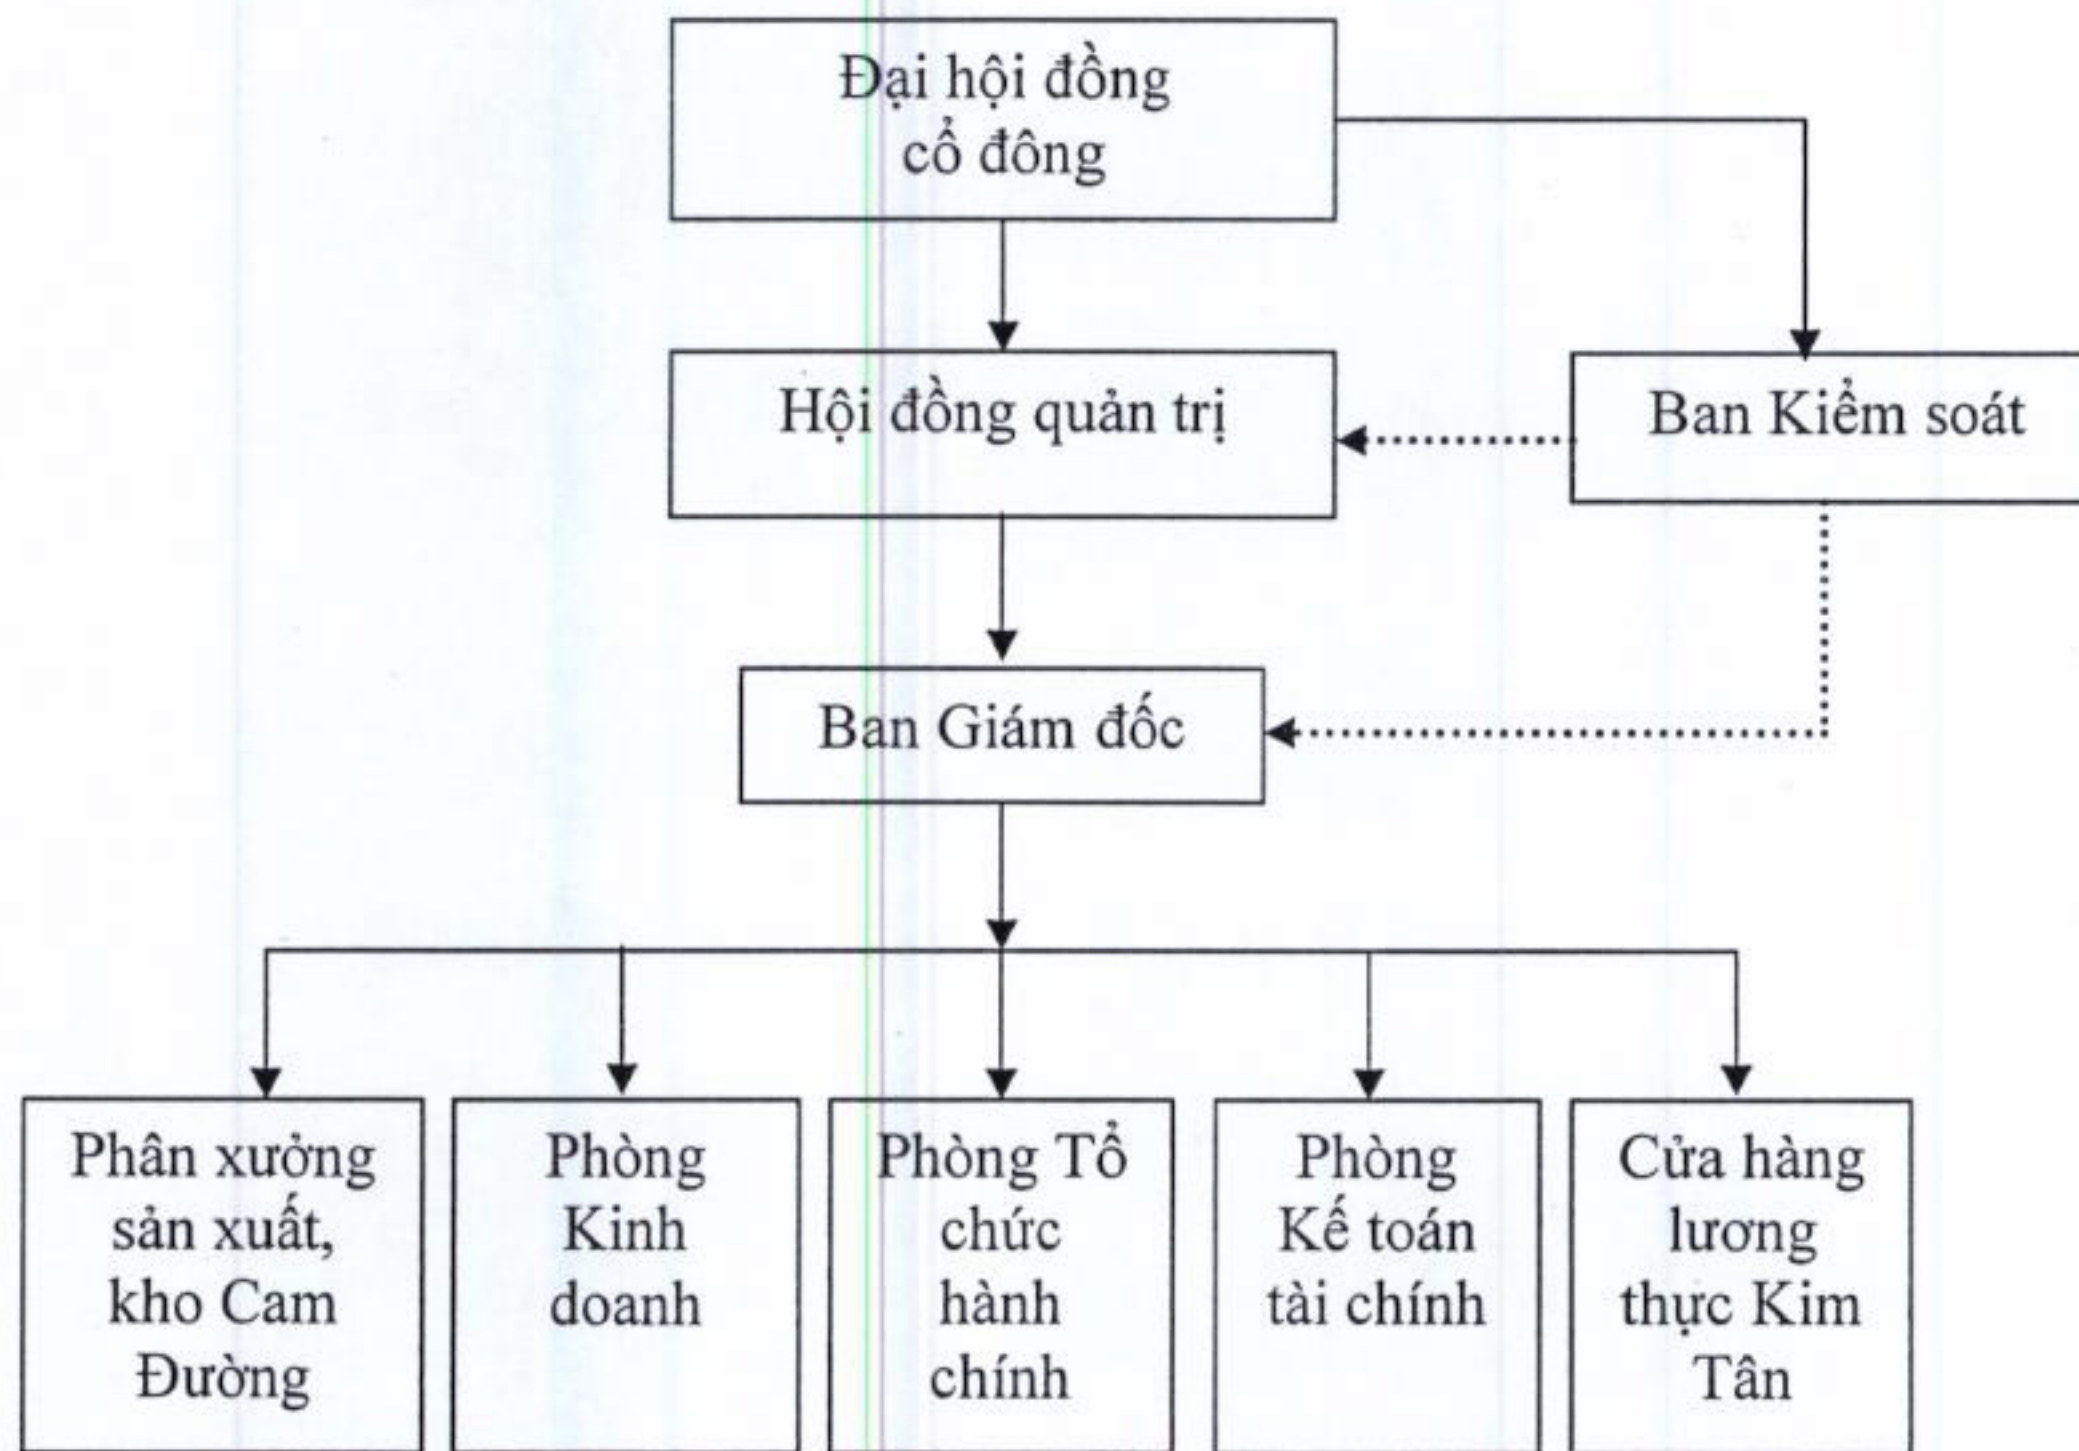 Đại hội đồng
cổ đông
Hội đồng quản trị
Ban Kiểm soát
Ban Giám đốc
Phân xưởng
sản xuất,
kho Cam
Đường
Phòng
Kinh
doanh
Phòng Tổ
chức
hành
chính
Phòng
Kế toán
tài chính
Cửa hàng
lương
thực Kim
Tân